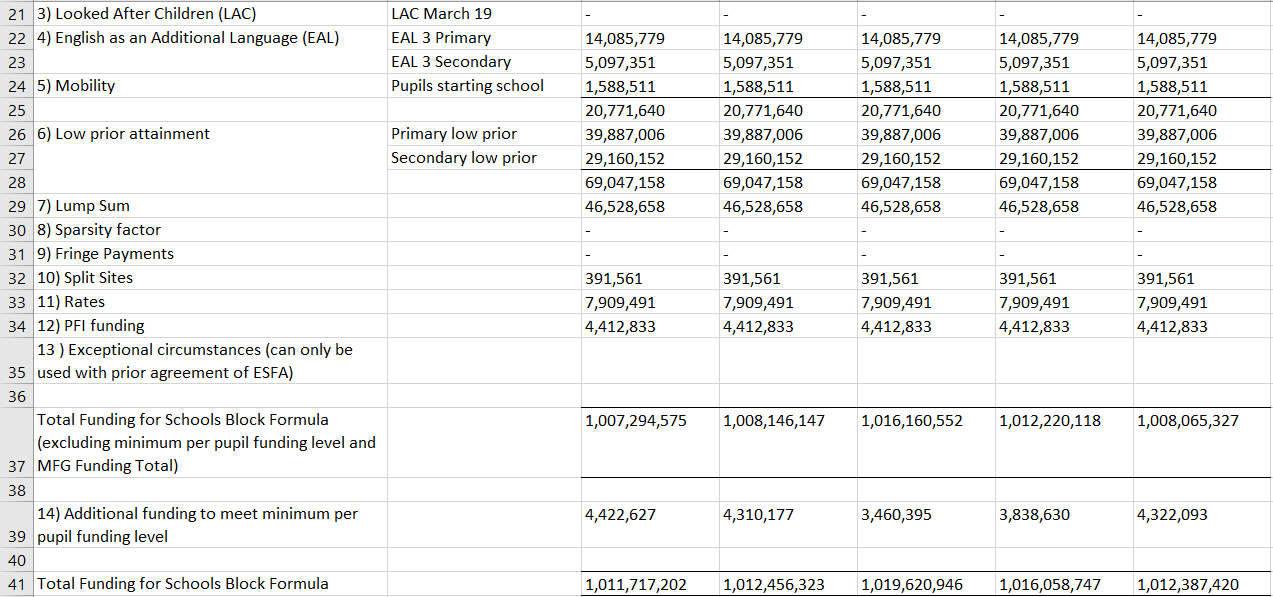 21 3) Looked After Children (LAC) LAC March 19 - - - - -
22 4) English as an Additional Language (EAL) EAL 3 Primary 14,085,779 14,085,779 14,085,779 14,085,779 14,085,779
23 EAL 3 Secondary 5,097,351 5,097,351 5,097,351 5,097,351 5,097,351
24 5) Mobility Pupils starting school 1,588,511 1,588,511 1,588,511 1,588,511 1,588,511
25 20,771,640 20,771,640 20,771,640 20,771,640 20,771,640
26 6) Low prior attainment Primary low prior 39,887,006 39,887,006 39,887,006 39,887,006 39,887,006
27 Secondary low prior 29,160,152 29,160,152 29,160,152 29,160,152 29,160,152
28 69,047,158 69,047,158 69,047,158 69,047,158 69,047,158
29 7) Lump Sum 46,528,658 46,528,658 46,528,658 46,528,658 46,528,658
30 8) Sparsity factor - - - - -
31 9) Fringe Payments - - - - -
32 10) Split Sites 391,561 391,561 391,561 391,561 391,561
33 11) Rates 7,909,491 7,909,491 7,909,491 7,909,491 7,909,491
34 12) PFI funding 4,412,833 4,412,833 4,412,833 4,412,833 4,412,833
13 ) Exceptional circumstances (can only be
35 used with prior agreement of ESFA)
36
Total Funding for Schools Block Formula 1,007,294,575 1,008,146,147 1,016,160,552 1,012,220,118 1,008,065,327
(excluding minimum per pupil funding level and
37 MFG Funding Total)
38
14) Additional funding to meet minimum per 4,422,627 4,310,177 3,460,395 3,838,630 4,322,093
39 pupil funding level
40
41 Total Funding for Schools Block Formula 1,011,717,202 1,012,456,323 1,019,620,946 1,016,058,747 1,012,387,420